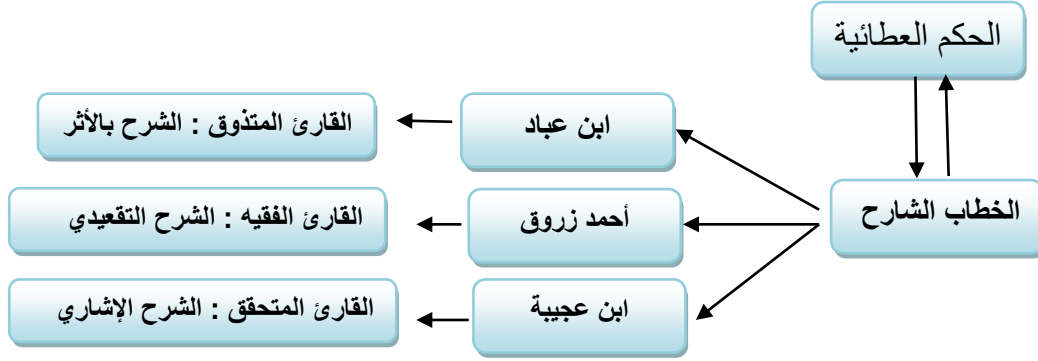 الحكم العطائية
الخطاب الشارح
ابن عباد
القارئ المتذوق : الشرح بالأثر
أحمد زروق
القارئ الفقيه : الشرح التقعيدي
ابن عجيبة
القارئ المتحقق : الشرح الإشاري